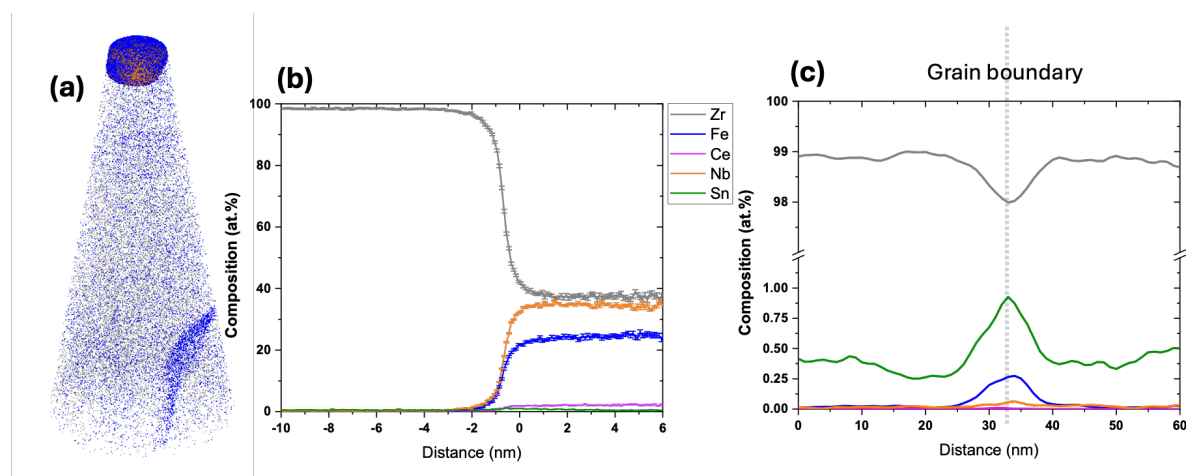 (a)
(b)
100
80
60
40
20
0
Composition (at.%)
-10
-8
-6
-4
-2
0
2
4
6
Distance (nm)
Zr
Fe
Ce
Nb
Sn
(c)
Grain boundary
100
99
98
1.00
0.75
0.50
0.25
0.00
Composition (at.%)
0
10
20
30
40
50
60
Distance (nm)